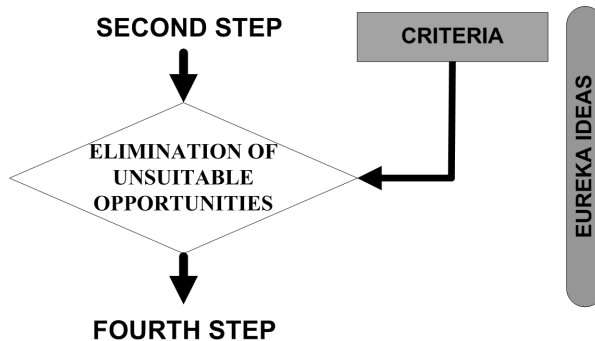 SECOND STEP
CRITERIA
ELIMINATION OF
UNSUITABLE
OPPORTUNITIES
FOURTH STEP
EUREKA IDEAS